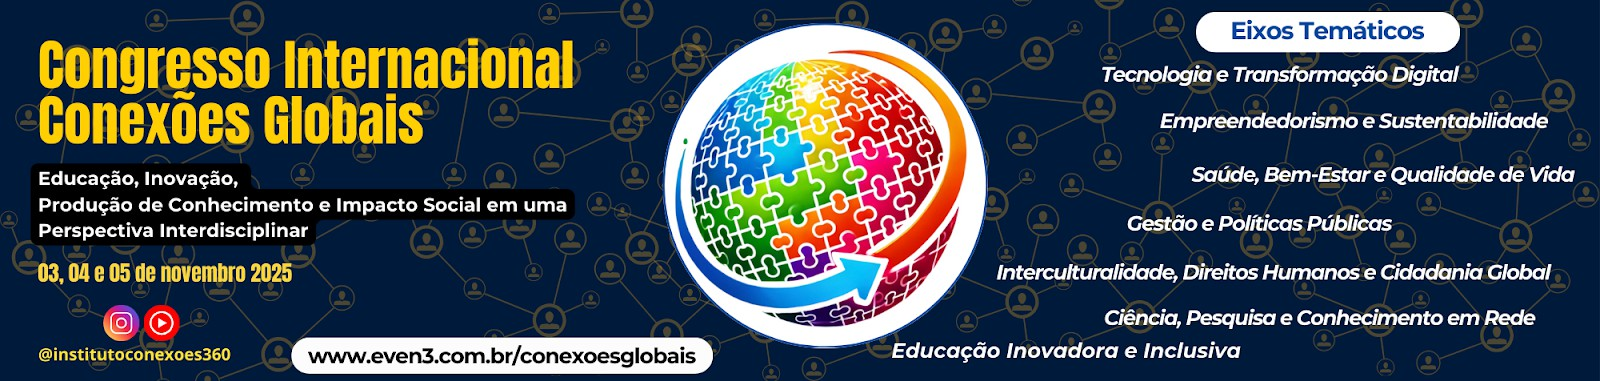 Congresso Internacional
Conexões Globais
Educação, Inovação,
Produção de Conhecimento e Impacto Social em uma
Perspectiva Interdisciplinar
03, 04 e 05 de novembro 2025
@institutoconexoes360
www.even3.com.br/conexoesglobais
Eixos Temáticos
Tecnologia e Transformação Digital
Empreendedorismo e Sustentabilidade
Saúde, Bem-Estar e Qualidade de Vida
Gestão e Políticas Públicas
Interculturalidade, Direitos Humanos e Cidadania Global
Ciência, Pesquisa e Conhecimento em Rede
Educação Inovadora e Inclusiva